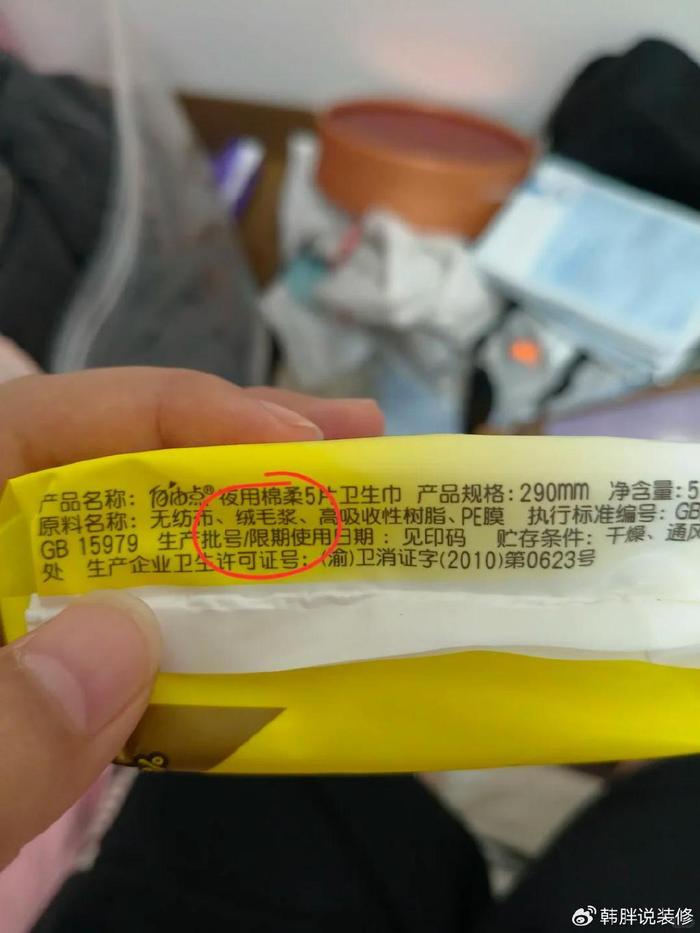 产品名称：佰幽点®夜用棉柔5片卫生巾 产品规格：290mm 净含量：5
原料名称：无纺布、绒毛浆、高吸收性树脂、PE膜 执行标准编号：GB
GB 15979 生产批号/限期使用日期：见印码 贮存条件：干燥、通风
处 生产企业卫生许可证号：（渝）卫消证字(2010)第0623号
@韩胖说装修